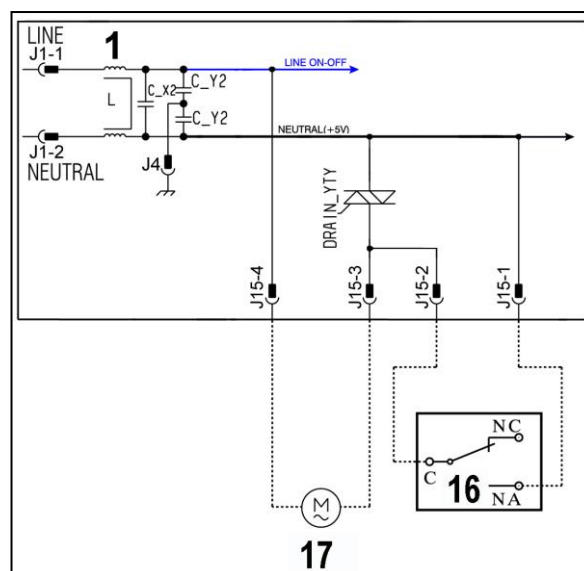 LINE
J1-1
1
LINE ON-OFF
C_Y2
C_X2
L
C_Y2
NEUTRAL(+5V)
J1-2
NEUTRAL
J4
DRAIN_YTY
J15-4
J15-3
J15-2
J15-1
NC
C
16
NA
M
17